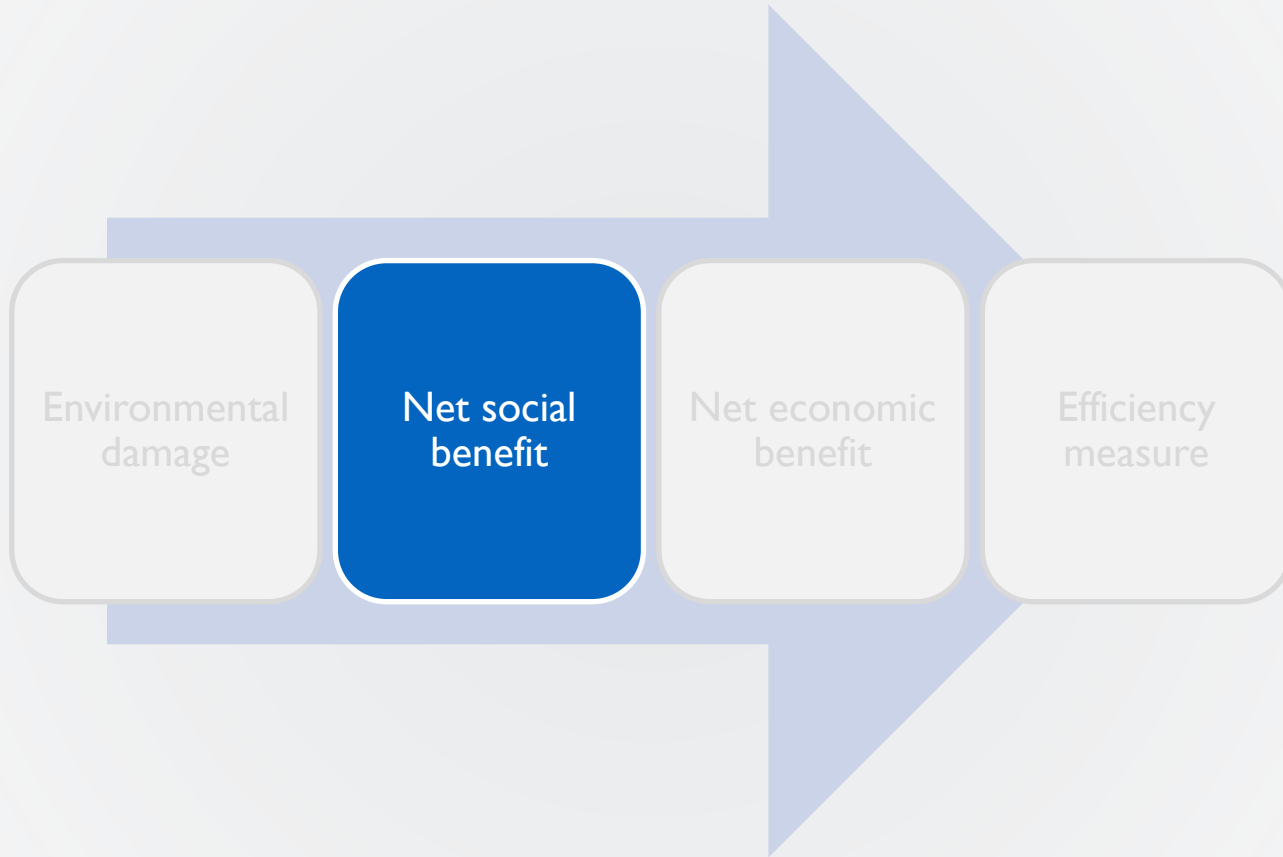 Environmental
damage
Net social
benefit
Net economic
benefit
Efficiency
measure